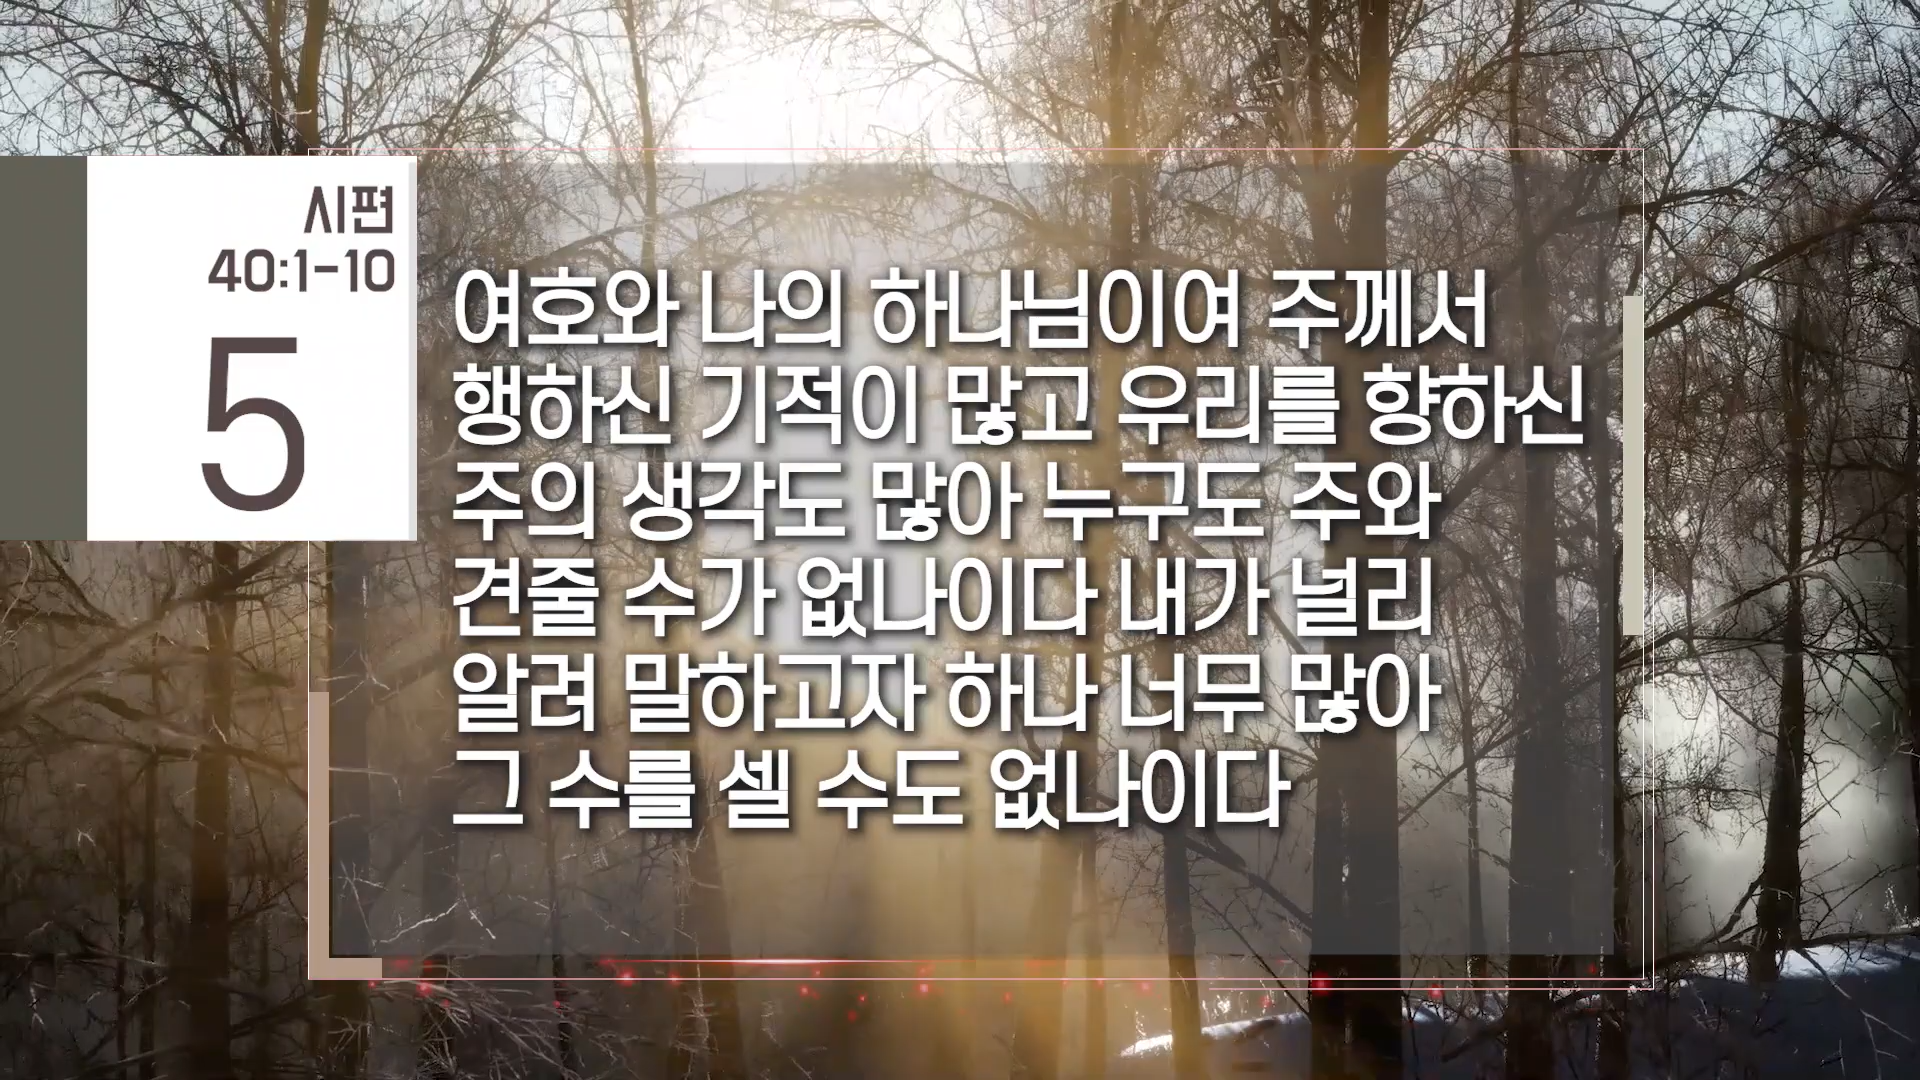 시편
40:1-10
5
여호와 나의 하나님이여 주께서
행하신 기적이 많고 우리를 향하신
주의 생각도 많아 누구도 주와
견줄 수가 없나이다 내가 널리
알려 말하고자 하나 너무 많아
그 수를 셀 수도 없나이다